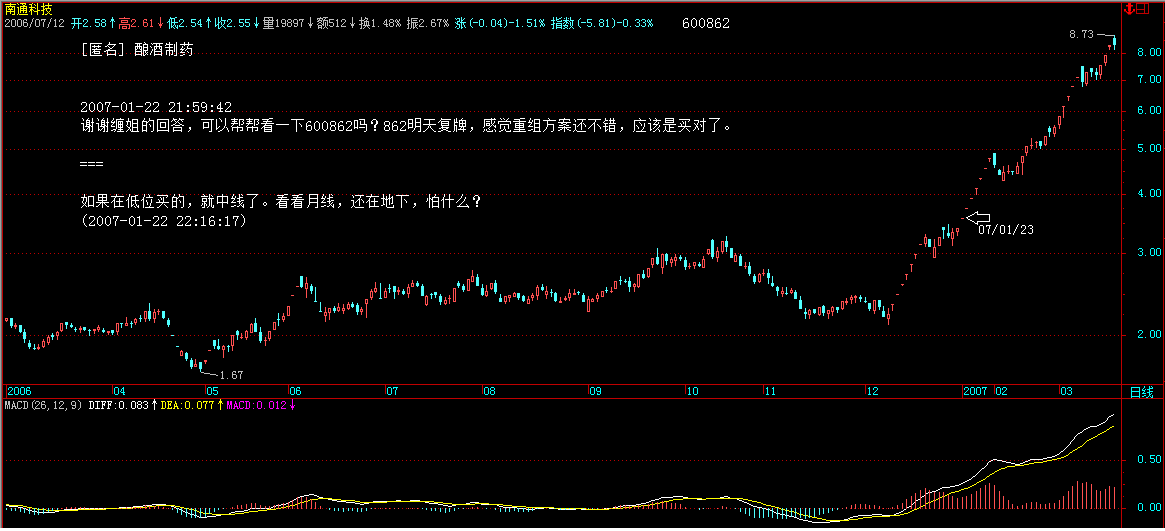 南通科技
2006/07/12 开2.58↑高2.61↓低2.54↑收2.55↓量19897↓额512↓换1.48% 振2.67% 涨(-0.04)-1.51% 指数(-5.81)-0.33% 600862
8.73
[匿名] 酿酒制药
8.00
7.00
2007-01-22 21:59:42
6.00
谢谢缠姐的回答，可以帮帮看一下600862吗？862明天复牌，感觉重组方案还不错，应该是买对了。
5.00
===
4.00
如果在低位买的，就中线了。看看月线，还在地下，怕什么？
(2007-01-22 22:16:17)
07/01/23
3.00
2.00
1.67
2006 04 05 06 07 08 09 10 11 12 2007 02 03 日线
MACD(26,12,9) DIFF:0.083↑DEA:0.077↑MACD:0.012↓
0.50
0.00